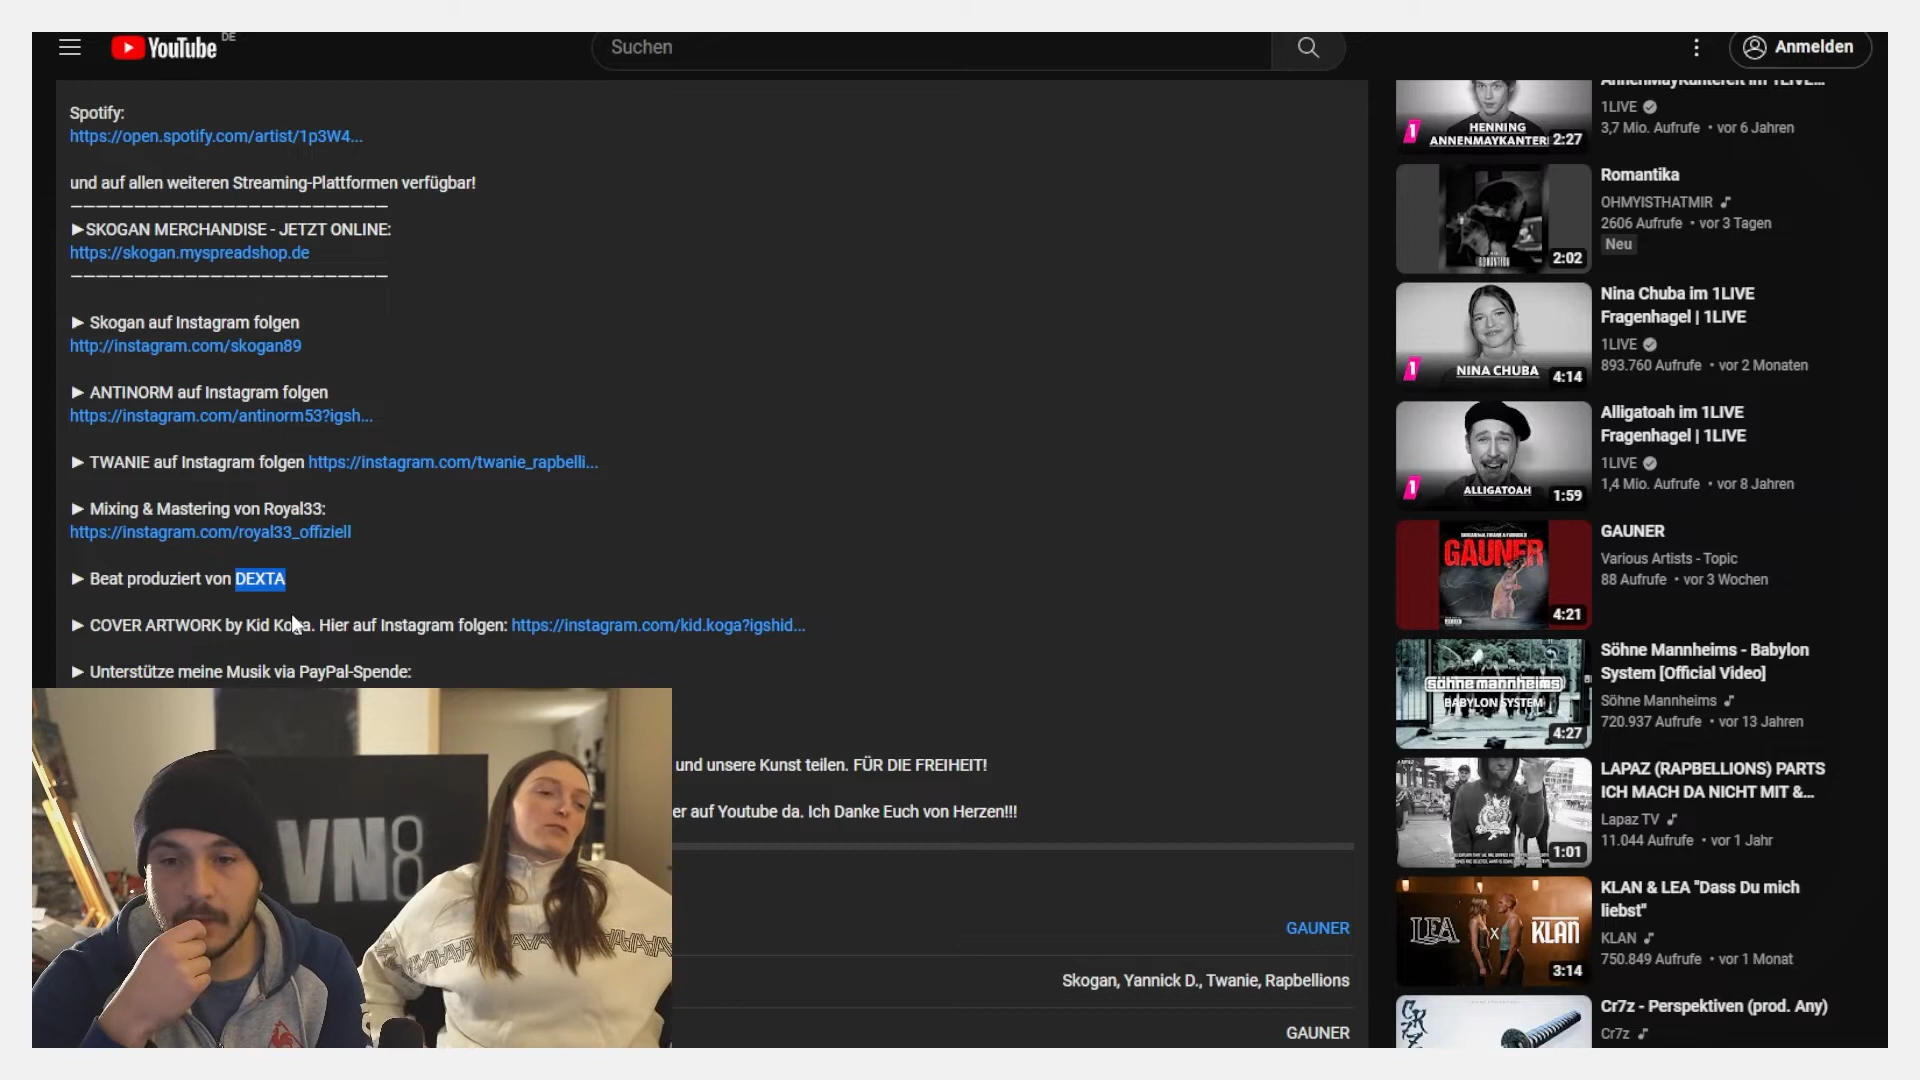 YouTube DE
Suchen
Anmelden
Spotify:
https://open.spotify.com/artist/1p3W4...
und auf allen weiteren Streaming-Plattformen verfügbar!
————————————————————————
►SKOGAN MERCHANDISE - JETZT ONLINE:
https://skogan.myspreadshop.de
————————————————————————
► Skogan auf Instagram folgen
http://instagram.com/skogan89
► ANTINORM auf Instagram folgen
https://instagram.com/antinorm53?igsh...
► TWANIE auf Instagram folgen https://instagram.com/twanie_rapbelli...
► Mixing & Mastering von Royal33:
https://instagram.com/royal33_offiziell
► Beat produziert von DEXTA
► COVER ARTWORK by Kid Koga. Hier auf Instagram folgen: https://instagram.com/kid.koga?igshid...
► Unterstütze meine Musik via PayPal-Spende:
und unsere Kunst teilen. FÜR DIE FREIHEIT!
er auf Youtube da. Ich Danke Euch von Herzen!!!
GAUNER
Skogan, Yannick D., Twanie, Rapbellions
GAUNER
VN8
AnnenMayKantereit im 1LIVE...
1LIVE
3,7 Mio. Aufrufe • vor 6 Jahren
1
HENNING
ANNENMAYKANTER
2:27
Romantika
OHMYISTHATMIR
2606 Aufrufe • vor 3 Tagen
Neu
ROMANTIKA
2:02
Nina Chuba im 1LIVE
Fragenhagel | 1LIVE
1LIVE
893.760 Aufrufe • vor 2 Monaten
1
NINA CHUBA
4:14
Alligatoah im 1LIVE
Fragenhagel | 1LIVE
1LIVE
1,4 Mio. Aufrufe • vor 8 Jahren
1
ALLIGATOAH
1:59
GAUNER
Various Artists - Topic
88 Aufrufe • vor 3 Wochen
GAUNER
4:21
Söhne Mannheims - Babylon
System [Official Video]
Söhne Mannheims
720.937 Aufrufe • vor 13 Jahren
söhne mannheims
BABYLON SYSTEM
4:27
LAPAZ (RAPBELLIONS) PARTS
ICH MACH DA NICHT MIT &...
Lapaz TV
11.044 Aufrufe • vor 1 Jahr
1:01
KLAN & LEA "Dass Du mich
liebst"
KLAN
750.849 Aufrufe • vor 1 Monat
LEA x KLAN
3:14
Cr7z - Perspektiven (prod. Any)
Cr7z
CR7Z